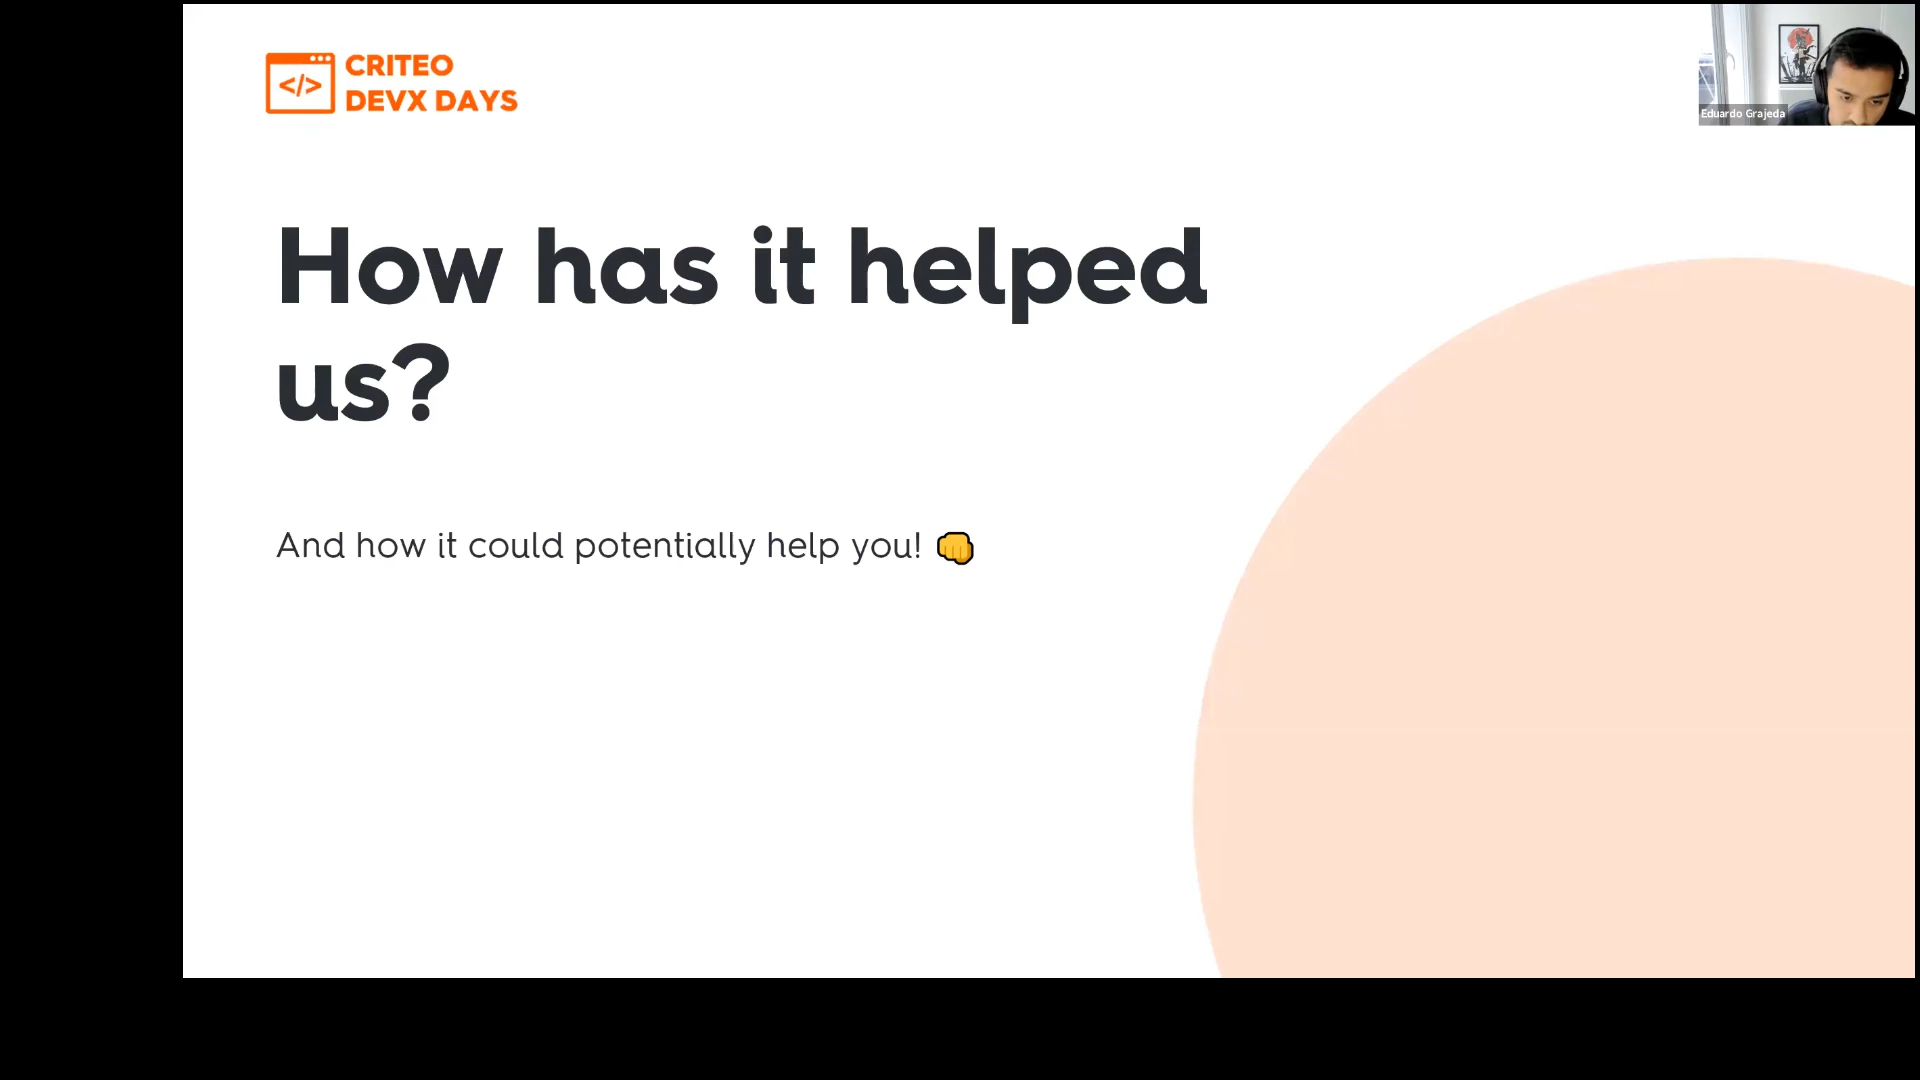 CRITEO
DEVX DAYS
Eduardo Grajeda
How has it helped
us?
And how it could potentially help you! 👊